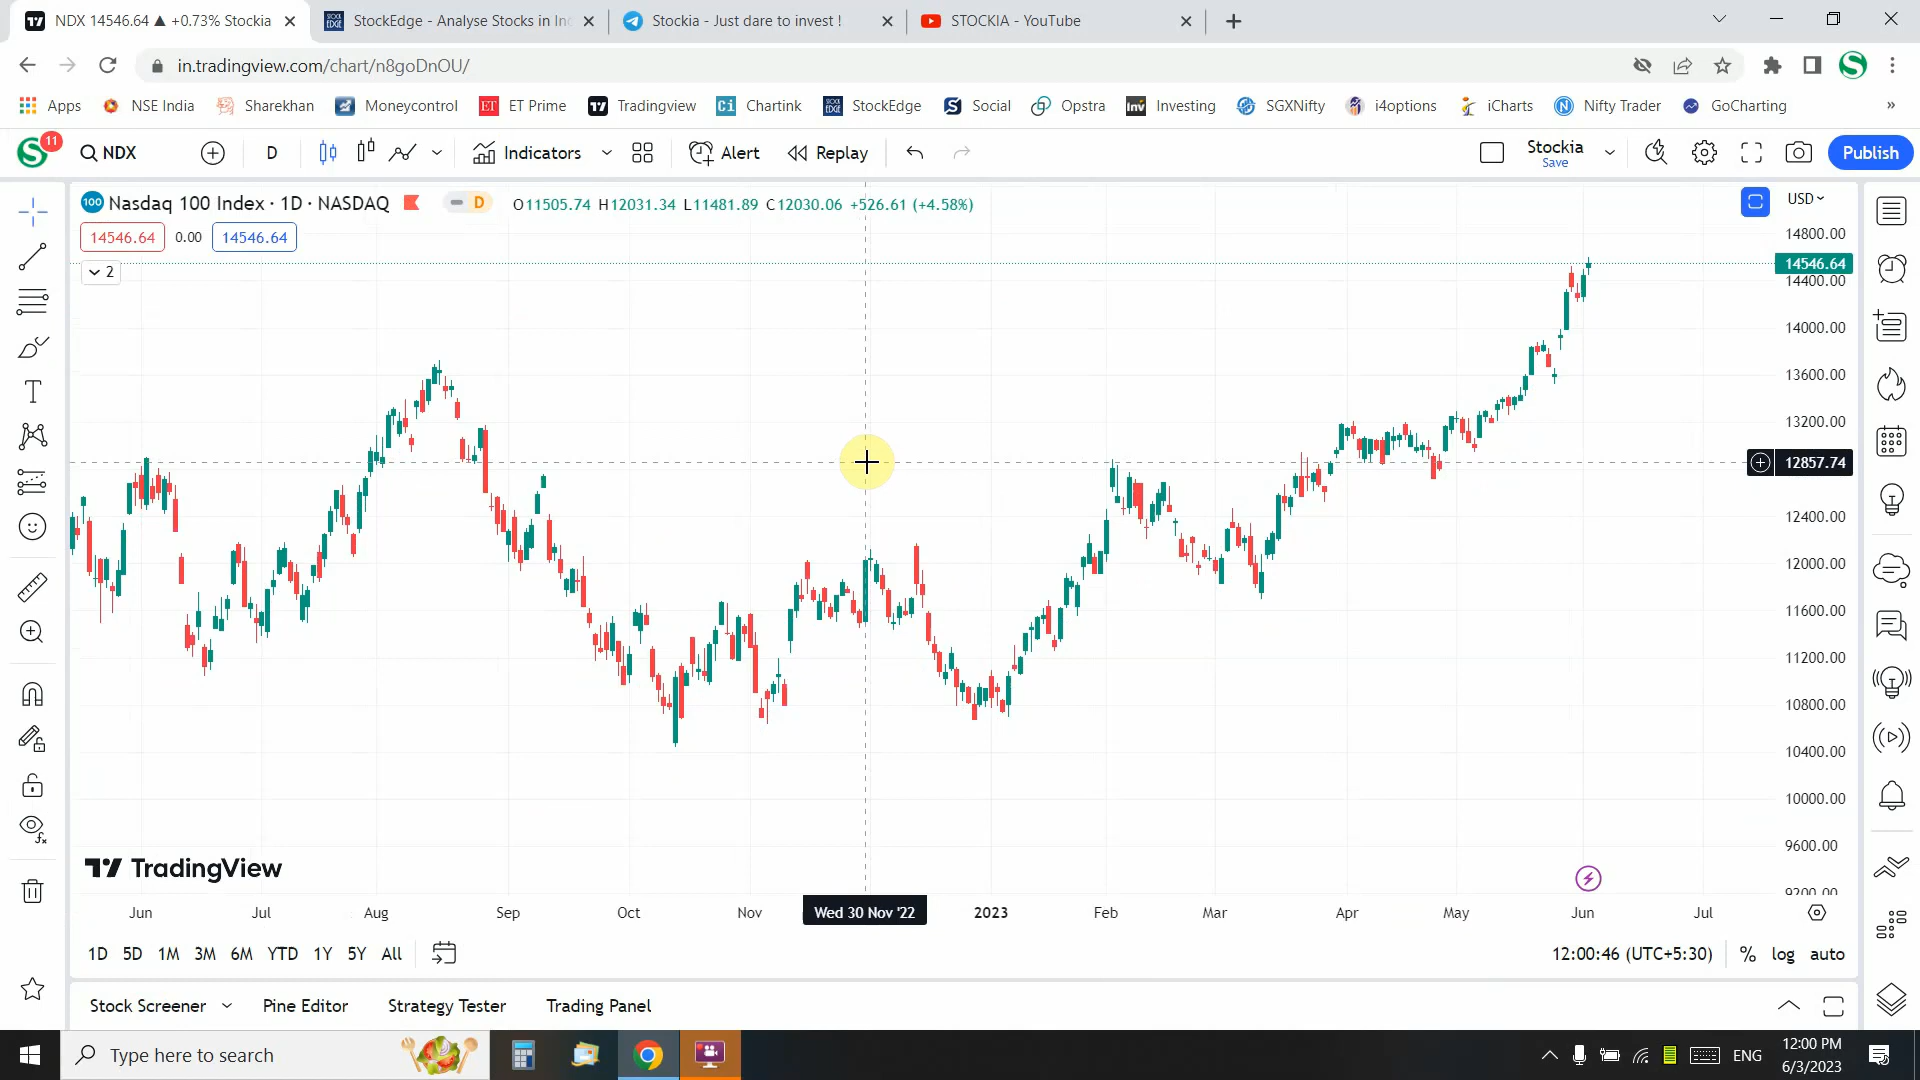 NDX 14546.64 ▲ +0.73% Stockia
StockEdge - Analyse Stocks in Inc
Stockia - Just dare to invest !
STOCKIA - YouTube
in.tradingview.com/chart/n8goDnOU/
Apps NSE India Sharekhan Moneycontrol ET Prime Tradingview Chartink StockEdge Social Opstra Investing SGXNifty i4options iCharts Nifty Trader GoCharting »
11 NDX D Indicators Alert Replay Stockia Save Publish
Nasdaq 100 Index · 1D · NASDAQ D O11505.74 H12031.34 L11481.89 C12030.06 +526.61 (+4.58%) USD
14546.64 0.00 14546.64
2
14800.00
14546.64
14400.00
14000.00
13600.00
13200.00
12857.74
12400.00
12000.00
11600.00
11200.00
10800.00
10400.00
10000.00
9600.00
9200.00
TradingView
Jun Jul Aug Sep Oct Nov Wed 30 Nov '22 2023 Feb Mar Apr May Jun Jul
1D 5D 1M 3M 6M YTD 1Y 5Y All 12:00:46 (UTC+5:30) % log auto
Stock Screener Pine Editor Strategy Tester Trading Panel
Type here to search ENG 12:00 PM
6/3/2023